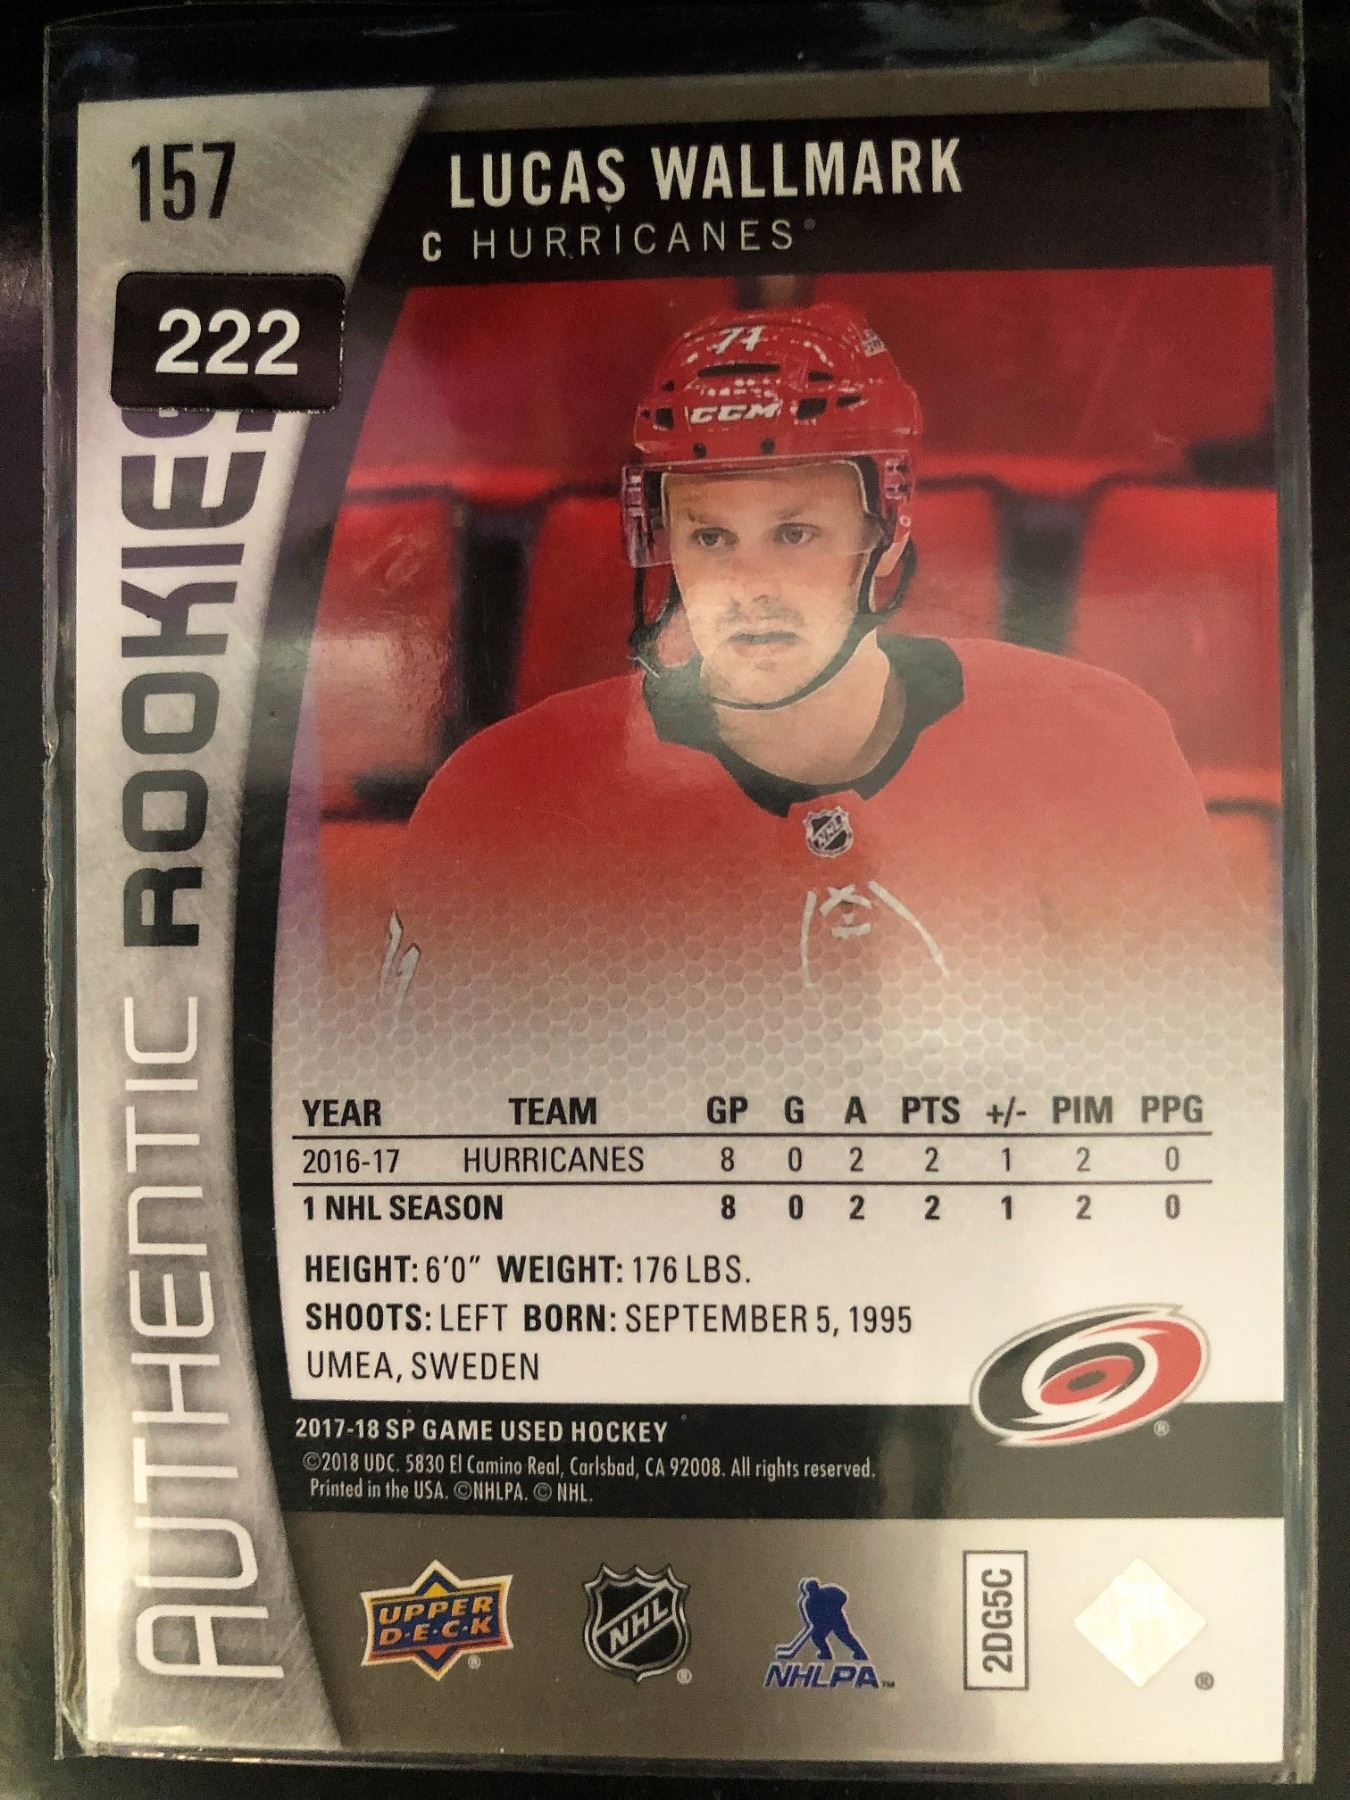 157
LUCAS WALLMARK
C HURRICANES®
222
AUTHENTIC ROOKIES
71
CCM
NHL
YEAR TEAM GP G A PTS +/- PIM PPG
2016-17 HURRICANES 8 0 2 2 1 2 0
1 NHL SEASON 8 0 2 2 1 2 0
HEIGHT: 6'0" WEIGHT: 176 LBS.
SHOOTS: LEFT BORN: SEPTEMBER 5, 1995
UMEA, SWEDEN
®
2017-18 SP GAME USED HOCKEY
©2018 UDC. 5830 El Camino Real, Carlsbad, CA 92008. All rights reserved.
Printed in the USA. ©NHLPA. © NHL.
UPPER
D·E·C·K
®
NHL
®
NHLPA™
2DG5C
®